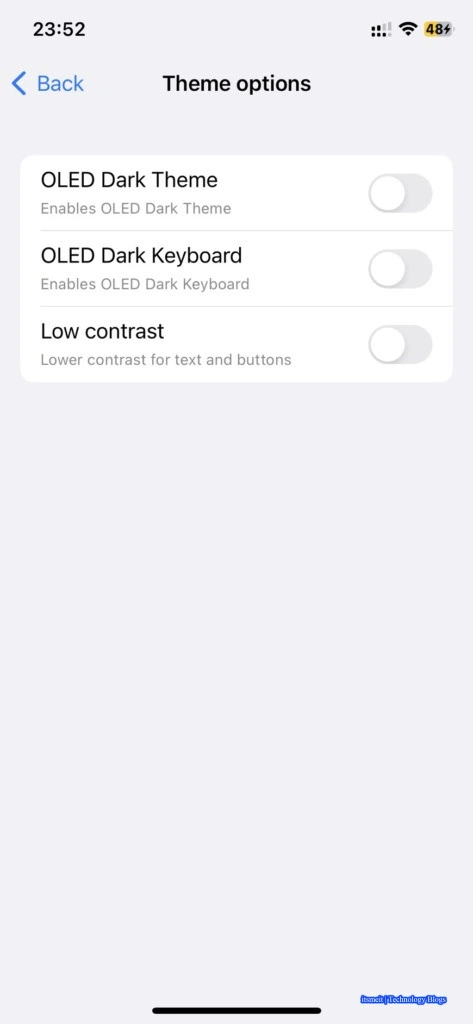 23:52
48
Back
Theme options
OLED Dark Theme
Enables OLED Dark Theme
OLED Dark Keyboard
Enables OLED Dark Keyboard
Low contrast
Lower contrast for text and buttons
itsmeit | Technology Blogs